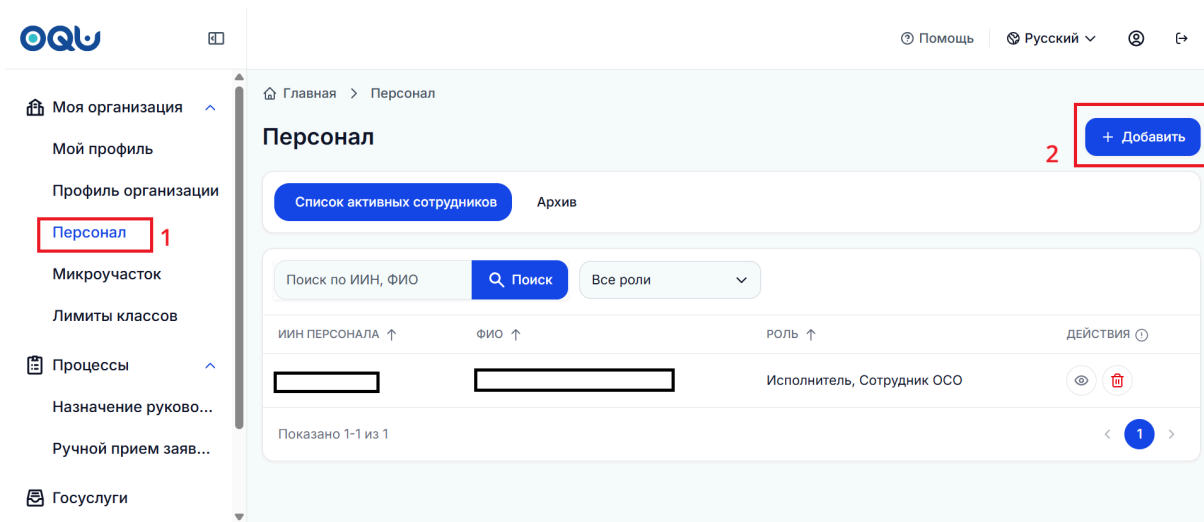 OQU
Помощь
Русский
Моя организация
Мой профиль
Профиль организации
Персонал 1
Микроучасток
Лимиты классов
Процессы
Назначение руково...
Ручной прием заяв...
Госуслуги
Главная > Персонал
Персонал
2
+ Добавить
Список активных сотрудников
Архив
Поиск по ИИН, ФИО
Поиск
Все роли
ИИН ПЕРСОНАЛА ↑
ФИО ↑
РОЛЬ ↑
ДЕЙСТВИЯ
Исполнитель, Сотрудник ОСО
Показано 1-1 из 1
< 1 >